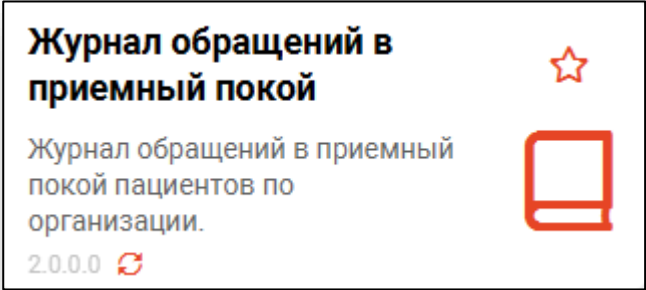 Журнал обращений в
приемный покой
Журнал обращений в приемный
покой пациентов по
организации.
2.0.0.0